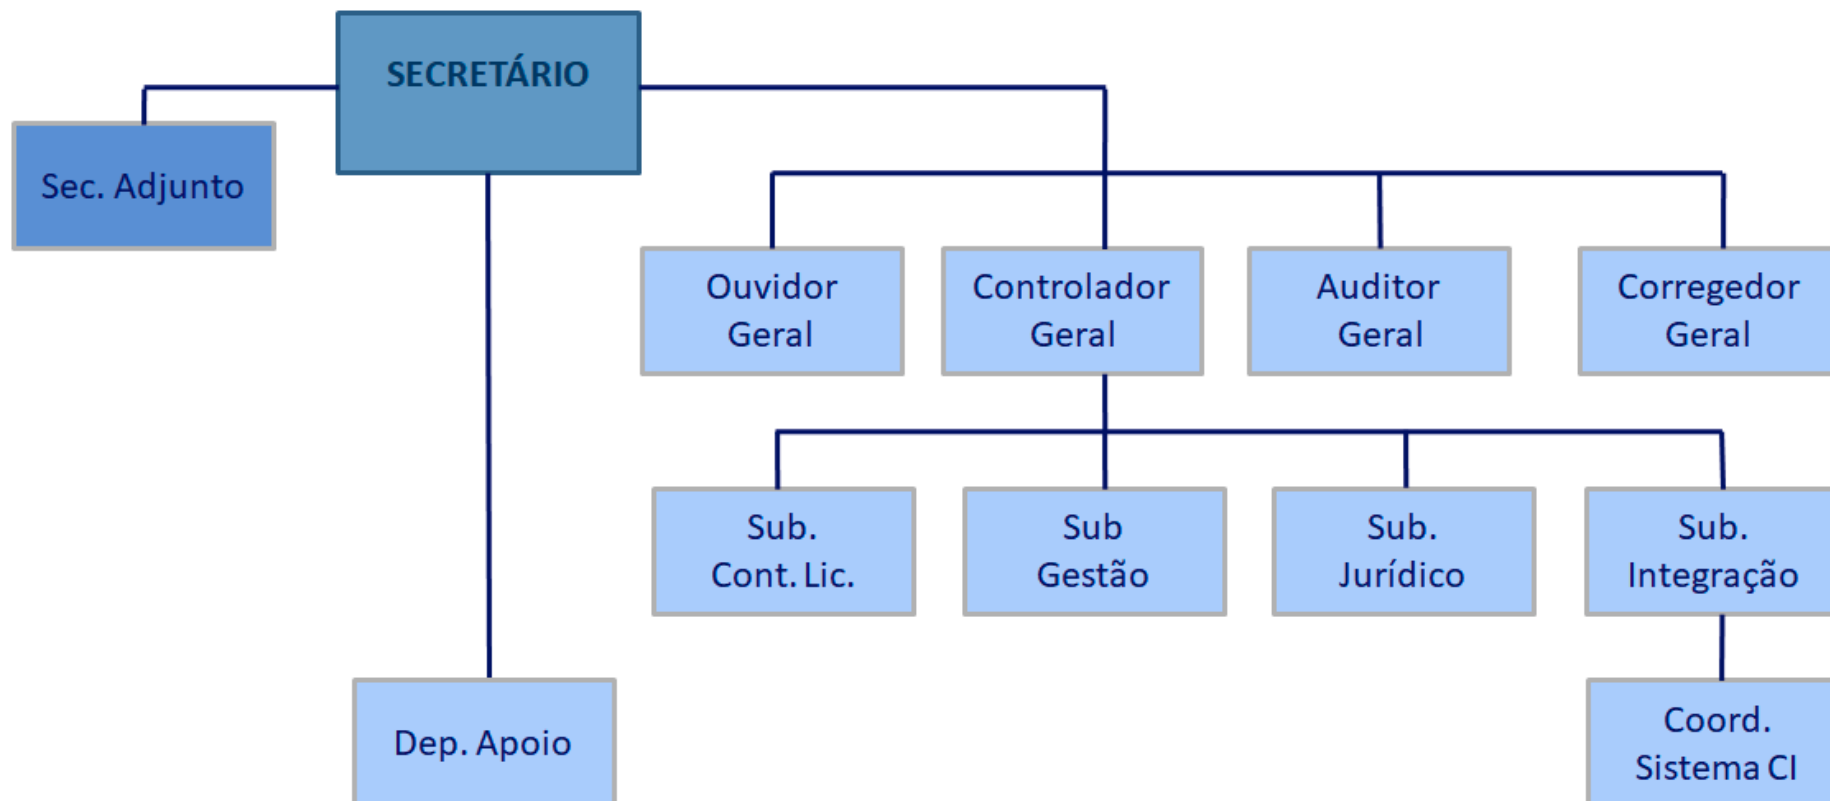 SECRETÁRIO
Sec. Adjunto
Ouvidor
Geral
Controlador
Geral
Auditor
Geral
Corregedor
Geral
Sub.
Cont. Lic.
Sub
Gestão
Sub.
Jurídico
Sub.
Integração
Dep. Apoio
Coord.
Sistema CI